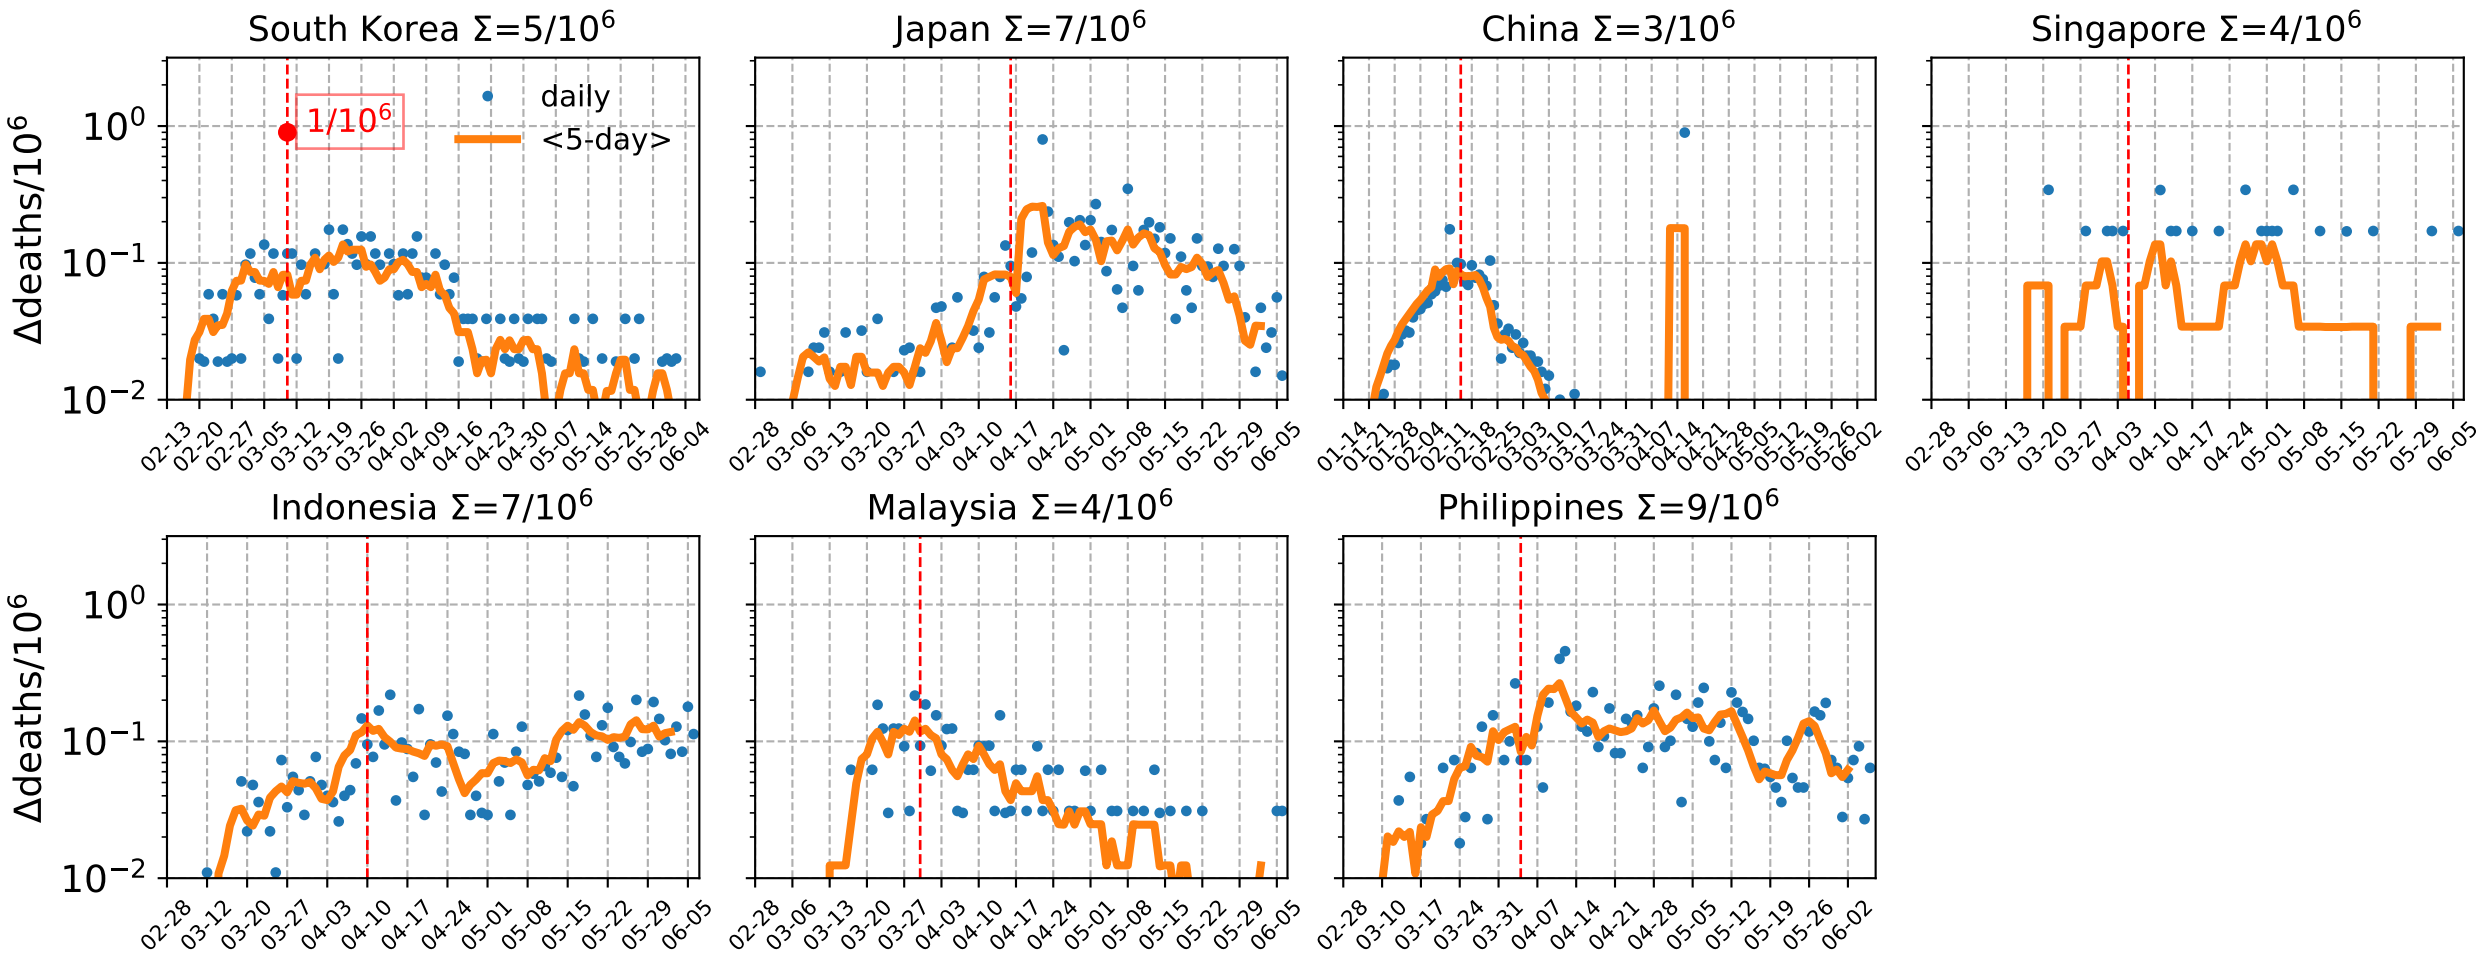 South Korea Σ=5/10⁶
Japan Σ=7/10⁶
China Σ=3/10⁶
Singapore Σ=4/10⁶
Δdeaths/10⁶
10⁰
10⁻¹
10⁻²
1/10⁶
daily
<5-day>
02-13 02-20 02-27 03-05 03-12 03-19 03-26 04-02 04-09 04-16 04-23 04-30 05-07 05-14 05-21 05-28 06-04
02-28 03-06 03-13 03-20 03-27 04-03 04-10 04-17 04-24 05-01 05-08 05-15 05-22 05-29 06-05
01-14 01-21 01-28 02-04 02-11 02-18 02-25 03-03 03-10 03-17 03-24 03-31 04-07 04-14 04-21 04-28 05-05 05-12 05-19 05-26 06-02
02-28 03-06 03-13 03-20 03-27 04-03 04-10 04-17 04-24 05-01 05-08 05-15 05-22 05-29 06-05
Indonesia Σ=7/10⁶
Malaysia Σ=4/10⁶
Philippines Σ=9/10⁶
Δdeaths/10⁶
10⁰
10⁻¹
10⁻²
02-28 03-12 03-20 03-27 04-03 04-10 04-17 04-24 05-01 05-08 05-15 05-22 05-29 06-05
02-28 03-06 03-13 03-20 03-27 04-03 04-10 04-17 04-24 05-01 05-08 05-15 05-22 05-29 06-05
02-28 03-10 03-17 03-24 03-31 04-07 04-14 04-21 04-28 05-05 05-12 05-19 05-26 06-02